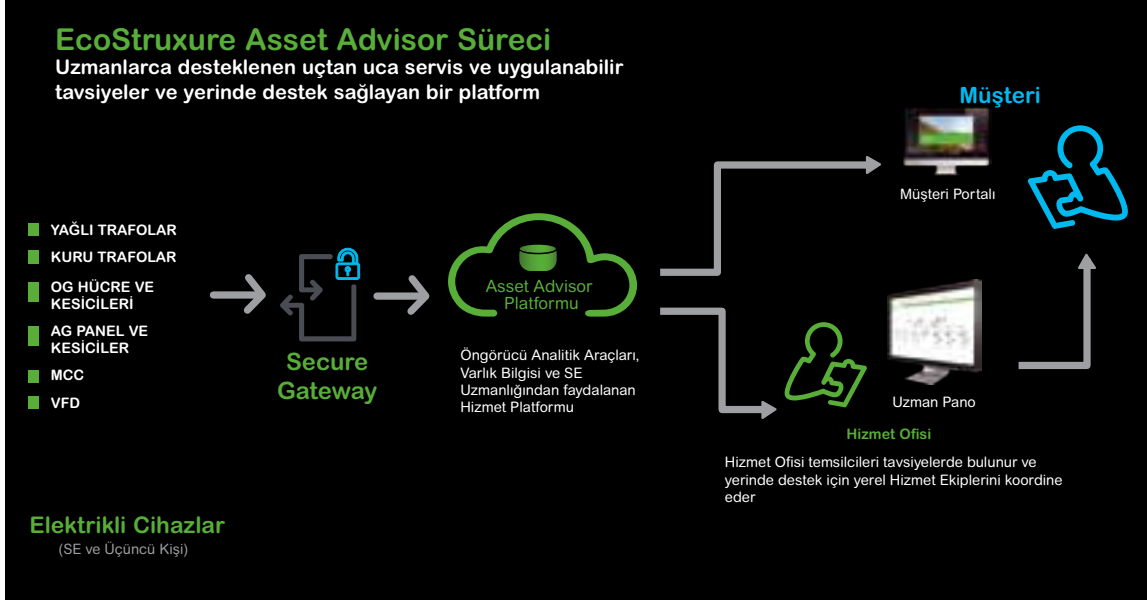 EcoStruxure Asset Advisor Süreci
Uzmanlarca desteklenen uçtan uca servis ve uygulanabilir
tavsiyeler ve yerinde destek sağlayan bir platform
Müşteri
Müşteri Portalı
YAĞLI TRAFOLAR
KURU TRAFOLAR
OG HÜCRE VE
KESİCİLERİ
AG PANEL VE
KESİCİLER
MCC
VFD
Secure
Gateway
Asset Advisor
Platformu
Öngörücü Analitik Araçları,
Varlık Bilgisi ve SE
Uzmanlığından faydalanan
Hizmet Platformu
Uzman Pano
Hizmet Ofisi
Hizmet Ofisi temsilcileri tavsiyelerde bulunur ve
yerinde destek için yerel Hizmet Ekiplerini koordine
eder
Elektrikli Cihazlar
(SE ve Üçüncü Kişi)